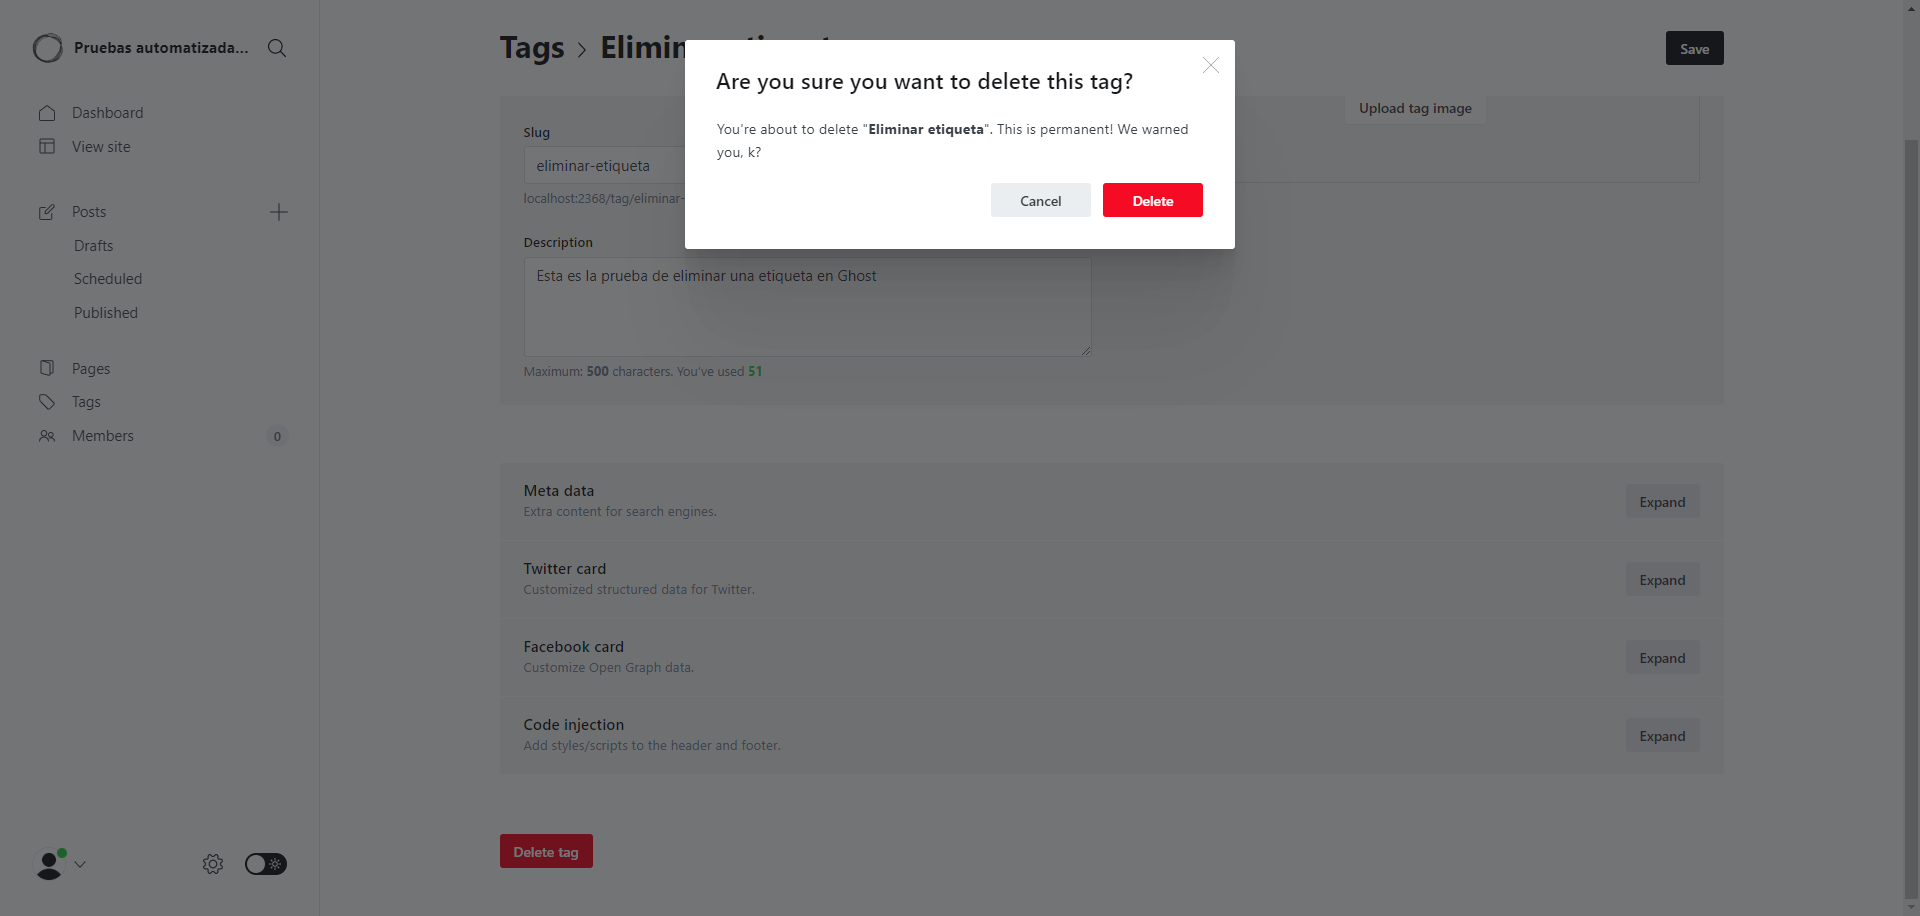 Pruebas automatizada...
Dashboard
View site
Posts
Drafts
Scheduled
Published
Pages
Tags
Members
0
Tags
Save
Upload tag image
Slug
eliminar-etiqueta
localhost:2368/tag/eliminar-
Description
Esta es la prueba de eliminar una etiqueta en Ghost
Maximum: 500 characters. You've used 51
Are you sure you want to delete this tag?
You're about to delete "Eliminar etiqueta". This is permanent! We warned
you, k?
Cancel
Delete
Meta data
Extra content for search engines.
Expand
Twitter card
Customized structured data for Twitter.
Expand
Facebook card
Customize Open Graph data.
Expand
Code injection
Add styles/scripts to the header and footer.
Expand
Delete tag